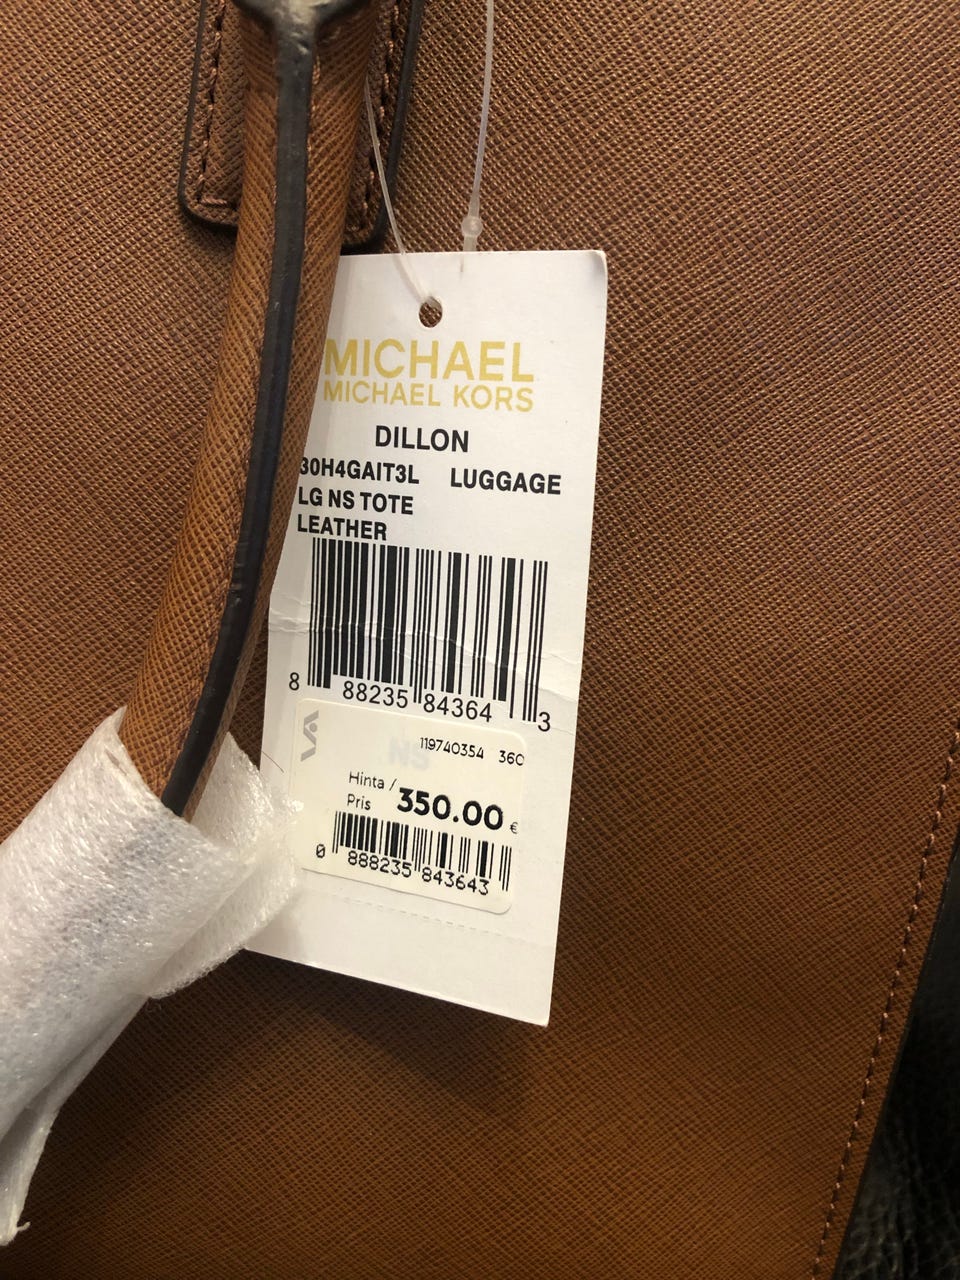 MICHAEL
MICHAEL KORS
DILLON
30H4GAIT3L LUGGAGE
LG NS TOTE
LEATHER
8 88235 84364 3
NS
119740354 360
Hinta /
Pris 350.00 €
0 888235 843643